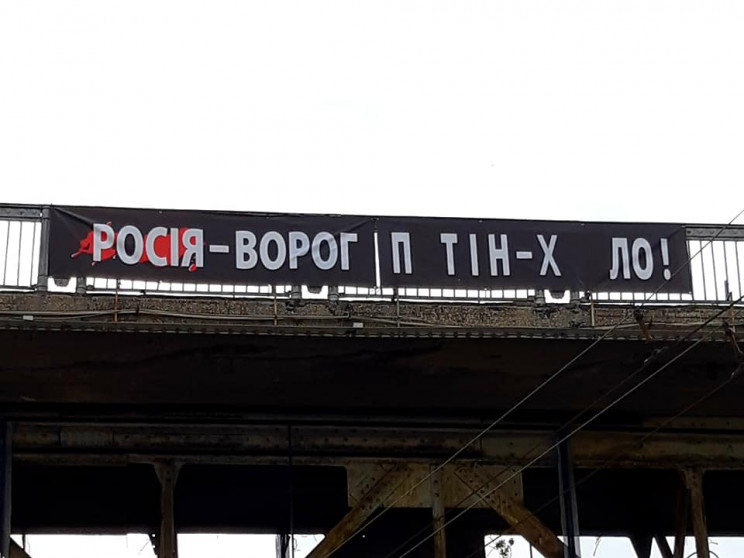 РОСІЯ – ВОРОГ П ТІН – Х ЛО!